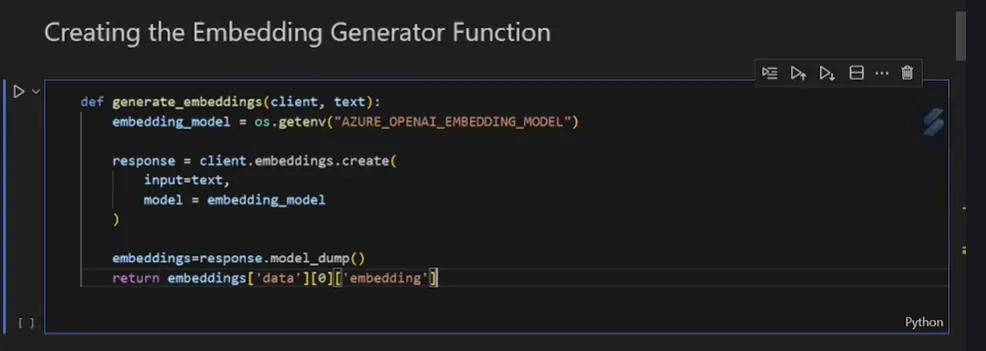 Creating the Embedding Generator Function
def generate_embeddings(client, text):
embedding_model = os.getenv("AZURE_OPENAI_EMBEDDING_MODEL")
response = client.embeddings.create(
input=text,
model = embedding_model
)
embeddings=response.model_dump()
return embeddings['data'][0]['embedding']
[ ]
Python